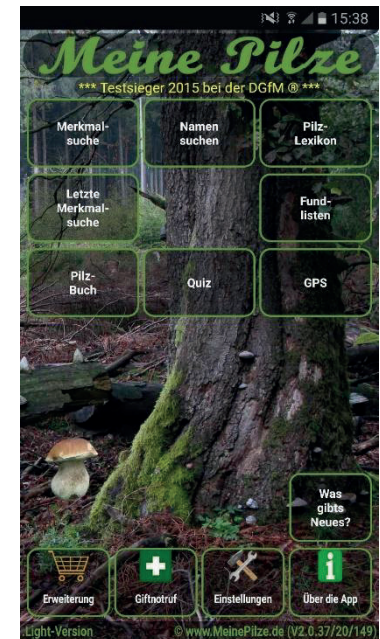 15:38
Meine Pilze
*** Testsieger 2015 bei der DGfM ® ***
Merkmal-
suche
Namen
suchen
Pilz-
Lexikon
Letzte
Merkmal-
suche
Fund-
listen
Pilz-
Buch
Quiz
GPS
Was
gibts
Neues?
Erweiterung
Giftnotruf
Einstellungen
Über die App
Light-Version
© www.MeinePilze.de (V2.0.37/20/149)